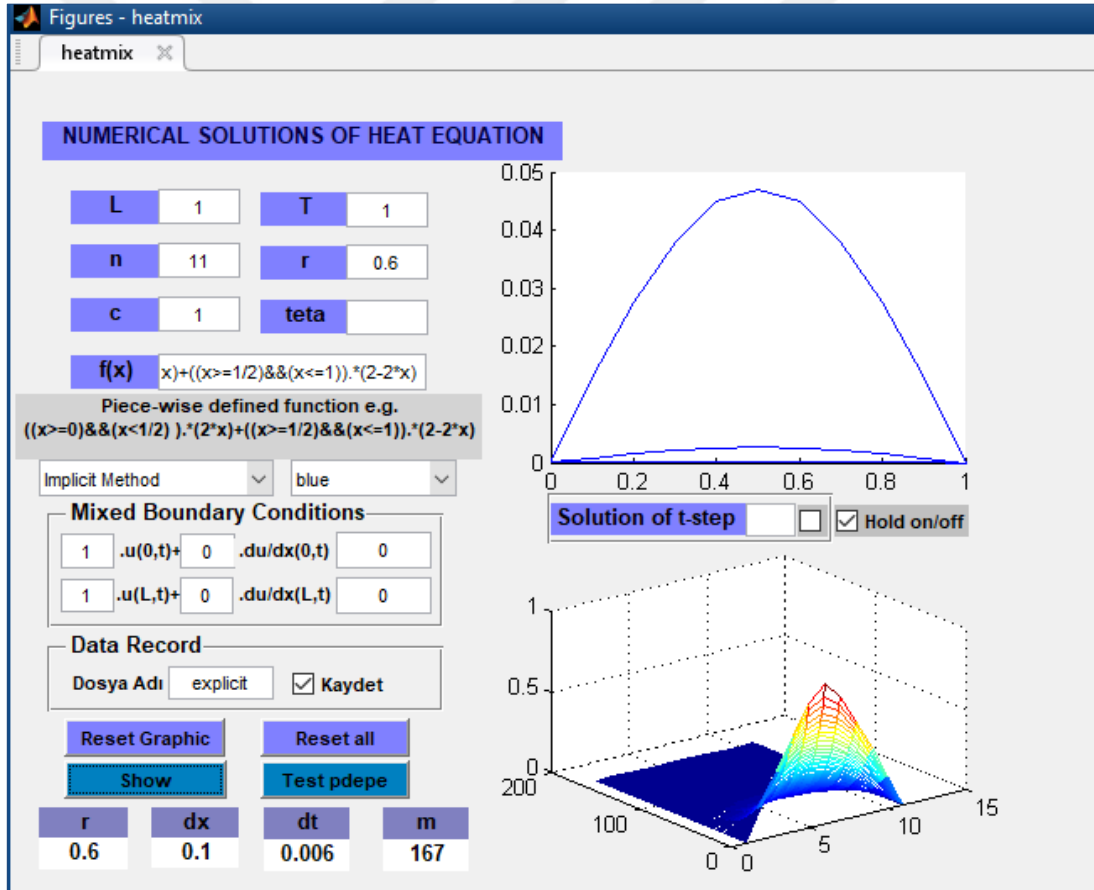 Figures - heatmix
heatmix
NUMERICAL SOLUTIONS OF HEAT EQUATION
L 1 T 1
n 11 r 0.6
c 1 teta
f(x) x)+((x>=1/2)&&(x<=1)).*(2-2*x)
Piece-wise defined function e.g.
((x>=0)&&(x<1/2) ).*(2*x)+((x>=1/2)&&(x<=1)).*(2-2*x)
Implicit Method blue
Mixed Boundary Conditions
1 .u(0,t)+ 0 .du/dx(0,t) 0
1 .u(L,t)+ 0 .du/dx(L,t) 0
Data Record
Dosya Adı explicit Kaydet
Reset Graphic Reset all
Show Test pdepe
r dx dt m
0.6 0.1 0.006 167
0.05
0.04
0.03
0.02
0.01
0
0 0.2 0.4 0.6 0.8 1
Solution of t-step Hold on/off
1
0.5
0
200
100
0
0
5
10
15